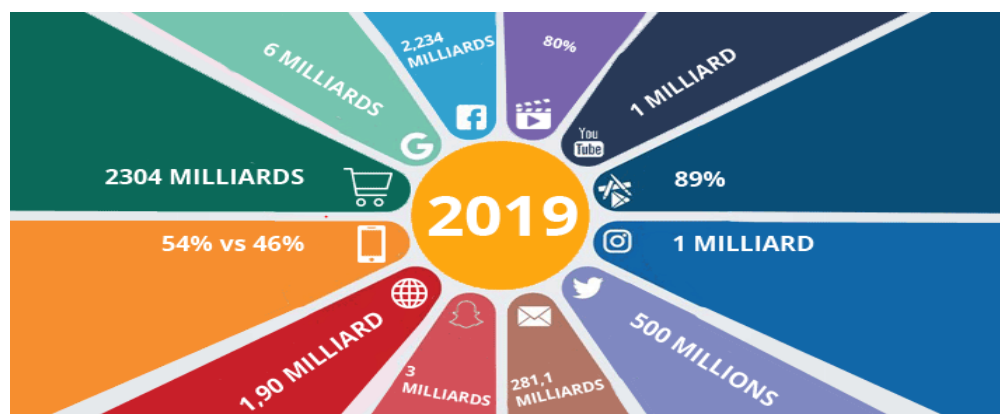 2,234
MILLIARDS
80%
6 MILLIARDS
1 MILLIARD
You
Tube
2304 MILLIARDS
89%
2019
54% vs 46%
1 MILLIARD
1,90 MILLIARD
3
MILLIARDS
281,1
MILLIARDS
500 MILLIONS